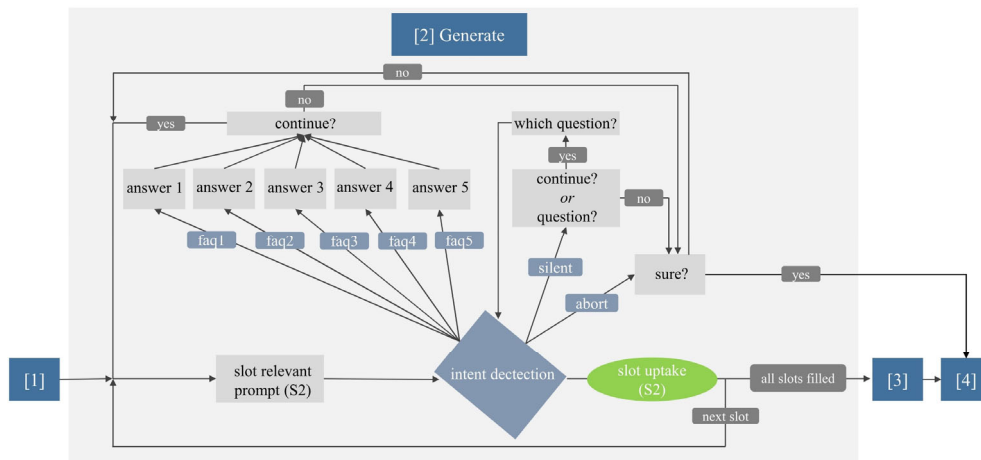 [2] Generate
no
no
yes
continue?
which question?
yes
answer 1
answer 2
answer 3
answer 4
answer 5
continue?
or
question?
no
faq1
faq2
faq3
faq4
faq5
silent
sure?
yes
abort
[1]
slot relevant
prompt (S2)
intent dectection
slot uptake
(S2)
all slots filled
[3]
[4]
next slot